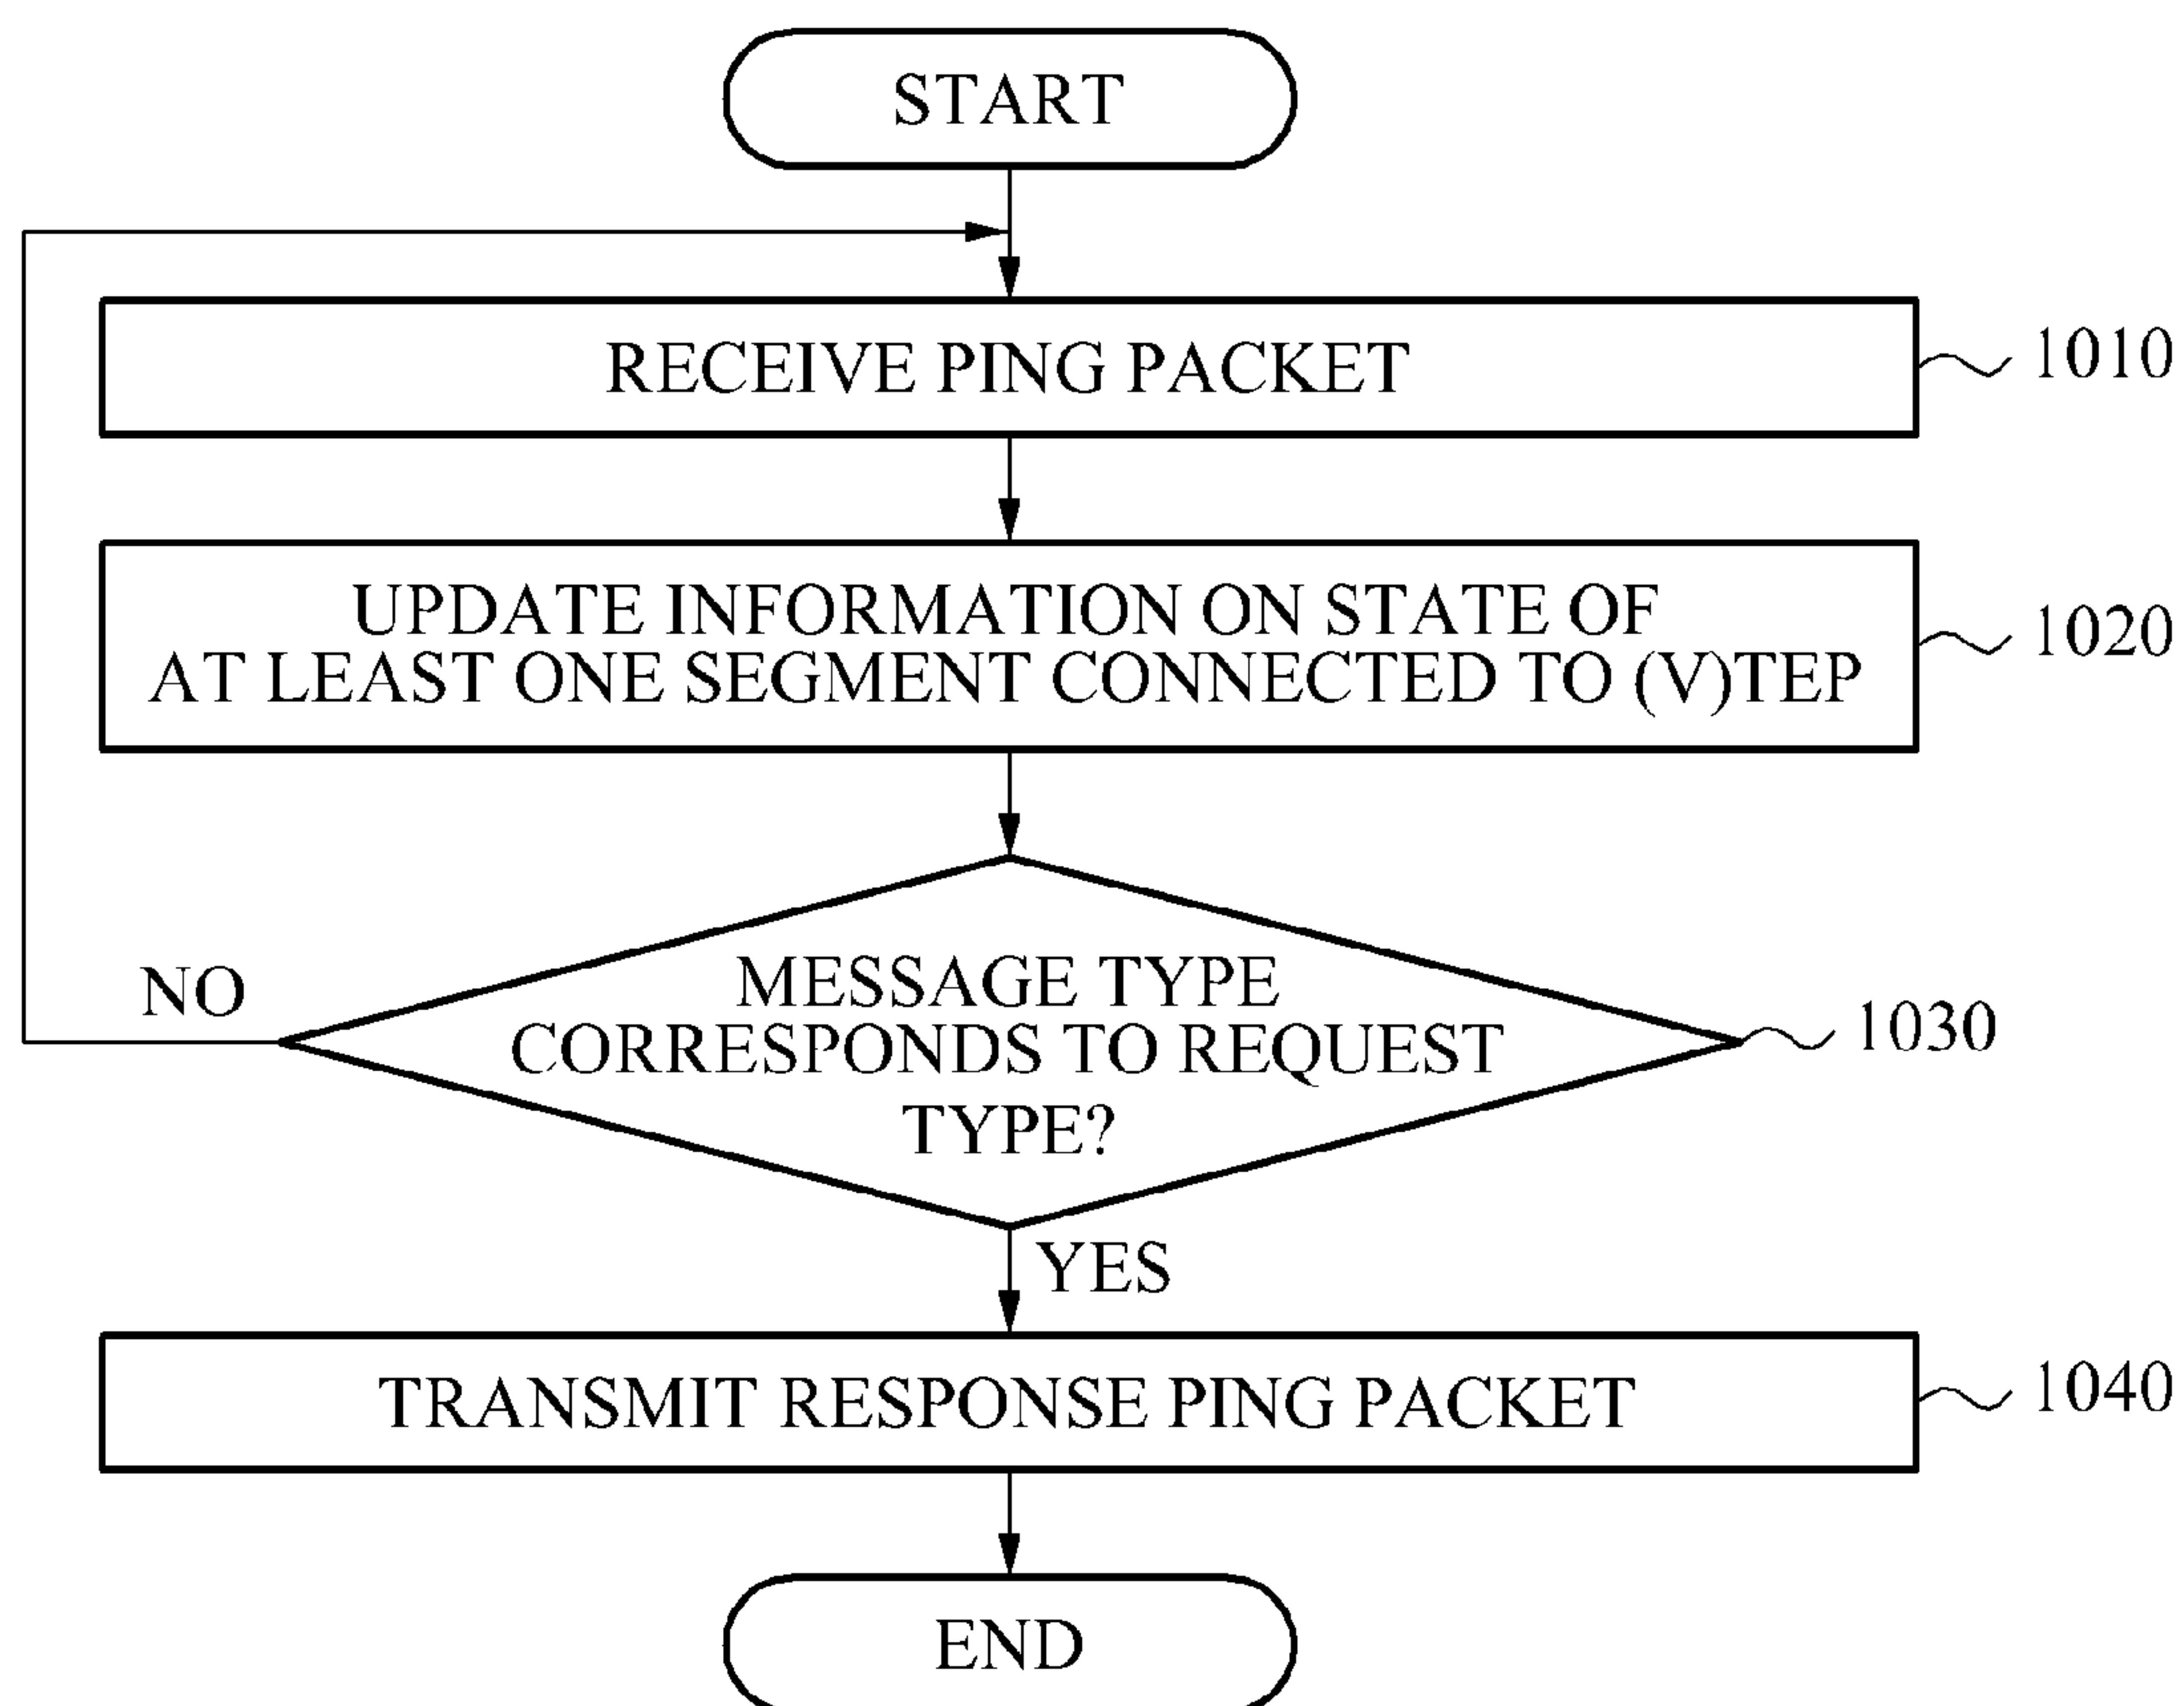 START
RECEIVE PING PACKET
1010
UPDATE INFORMATION ON STATE OF
AT LEAST ONE SEGMENT CONNECTED TO (V)TEP
1020
MESSAGE TYPE
CORRESPONDS TO REQUEST
TYPE?
1030
NO
YES
TRANSMIT RESPONSE PING PACKET
1040
END